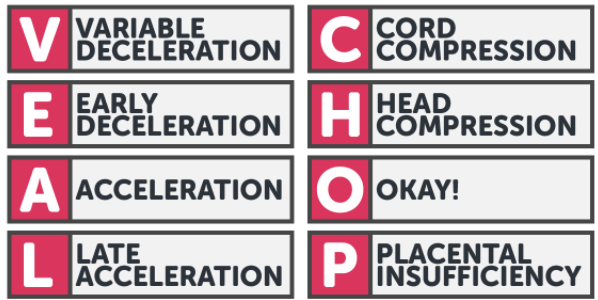 V VARIABLE DECELERATION
C CORD COMPRESSION
E EARLY DECELERATION
H HEAD COMPRESSION
A ACCELERATION
O OKAY!
L LATE ACCELERATION
P PLACENTAL INSUFFICIENCY